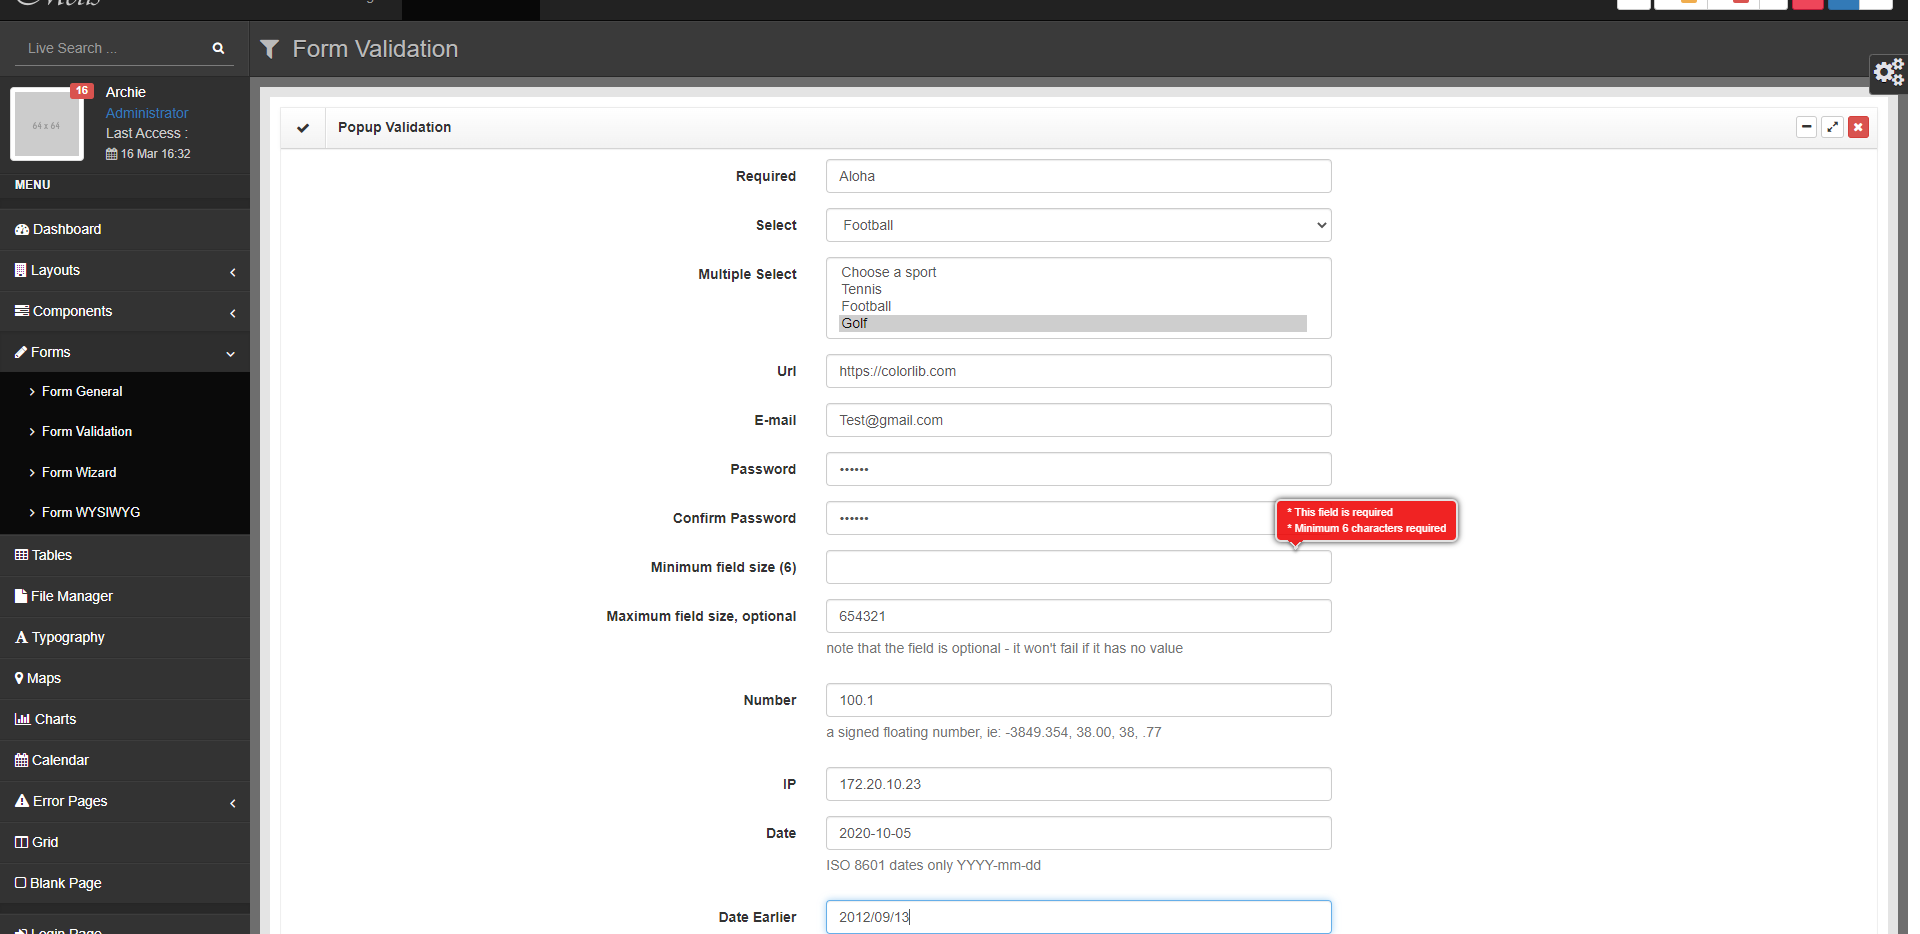 Live Search ...
Form Validation
16
64 x 64
Archie
Administrator
Last Access :
16 Mar 16:32
MENU
Dashboard
Layouts
Components
Forms
Form General
Form Validation
Form Wizard
Form WYSIWYG
Tables
File Manager
Typography
Maps
Charts
Calendar
Error Pages
Grid
Blank Page
Login Page
Popup Validation
Required
Aloha
Select
Football
Multiple Select
Choose a sport
Tennis
Football
Golf
Url
https://colorlib.com
E-mail
Test@gmail.com
Password
••••••
Confirm Password
••••••
* This field is required
* Minimum 6 characters required
Minimum field size (6)
Maximum field size, optional
654321
note that the field is optional - it won't fail if it has no value
Number
100.1
a signed floating number, ie: -3849.354, 38.00, 38, .77
IP
172.20.10.23
Date
2020-10-05
ISO 8601 dates only YYYY-mm-dd
Date Earlier
2012/09/13